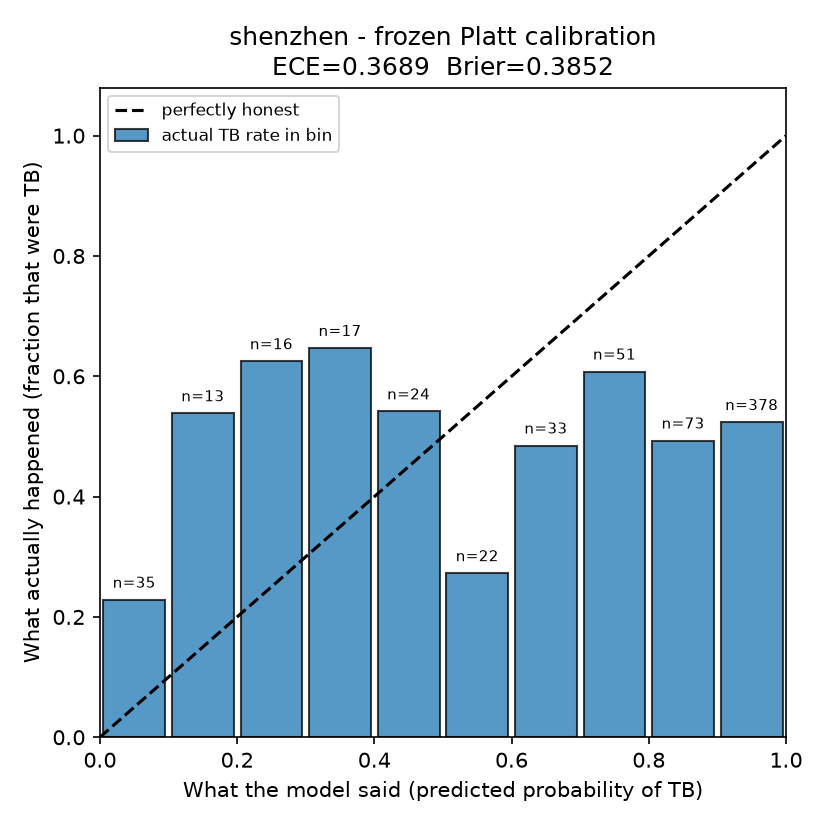 shenzhen - frozen Platt calibration
ECE=0.3689  Brier=0.3852
perfectly honest
actual TB rate in bin
What actually happened (fraction that were TB)
1.0
0.8
0.6
0.4
0.2
0.0
n=35
n=13
n=16
n=17
n=24
n=22
n=33
n=51
n=73
n=378
0.0 0.2 0.4 0.6 0.8 1.0
What the model said (predicted probability of TB)